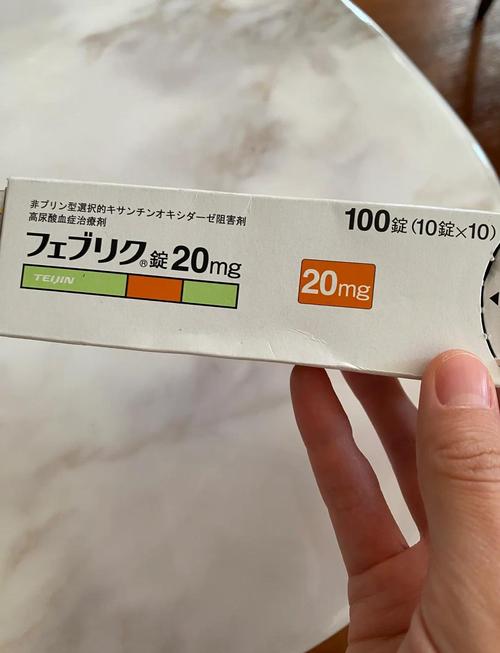 非プリン型選択的キサンチンオキシダーゼ阻害剤
高尿酸血症治療剤
フェブリク®錠20mg
TEIJIN
100錠(10錠×10)
20mg